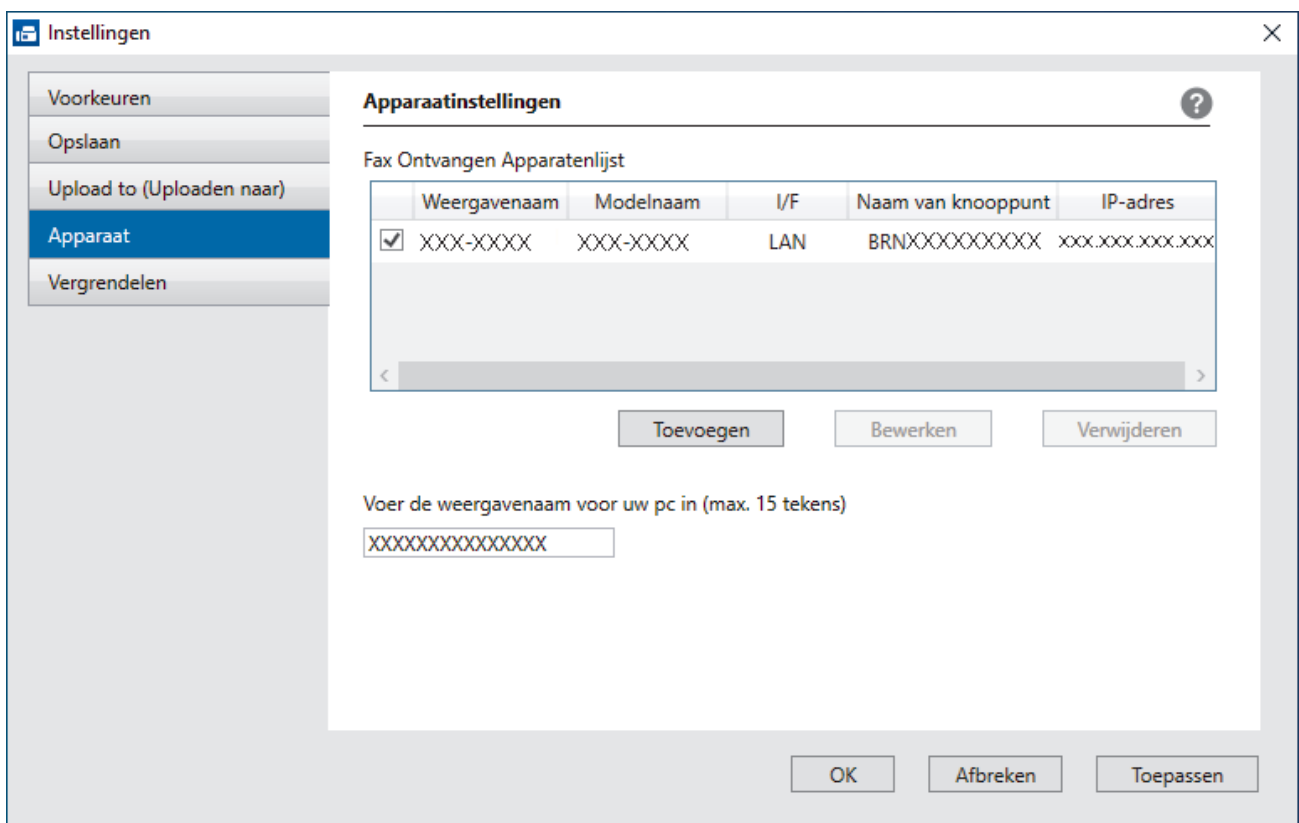 Instellingen
Voorkeuren
Opslaan
Upload to (Uploaden naar)
Apparaat
Vergrendelen
Apparaatinstellingen
?
Fax Ontvangen Apparatenlijst
Weergavenaam Modelnaam I/F Naam van knooppunt IP-adres
XXX-XXXX XXX-XXXX LAN BRNXXXXXXXXX XXX.XXX.XXX.XXX
Toevoegen Bewerken Verwijderen
Voer de weergavenaam voor uw pc in (max. 15 tekens)
XXXXXXXXXXXXXXX
OK Afbreken Toepassen